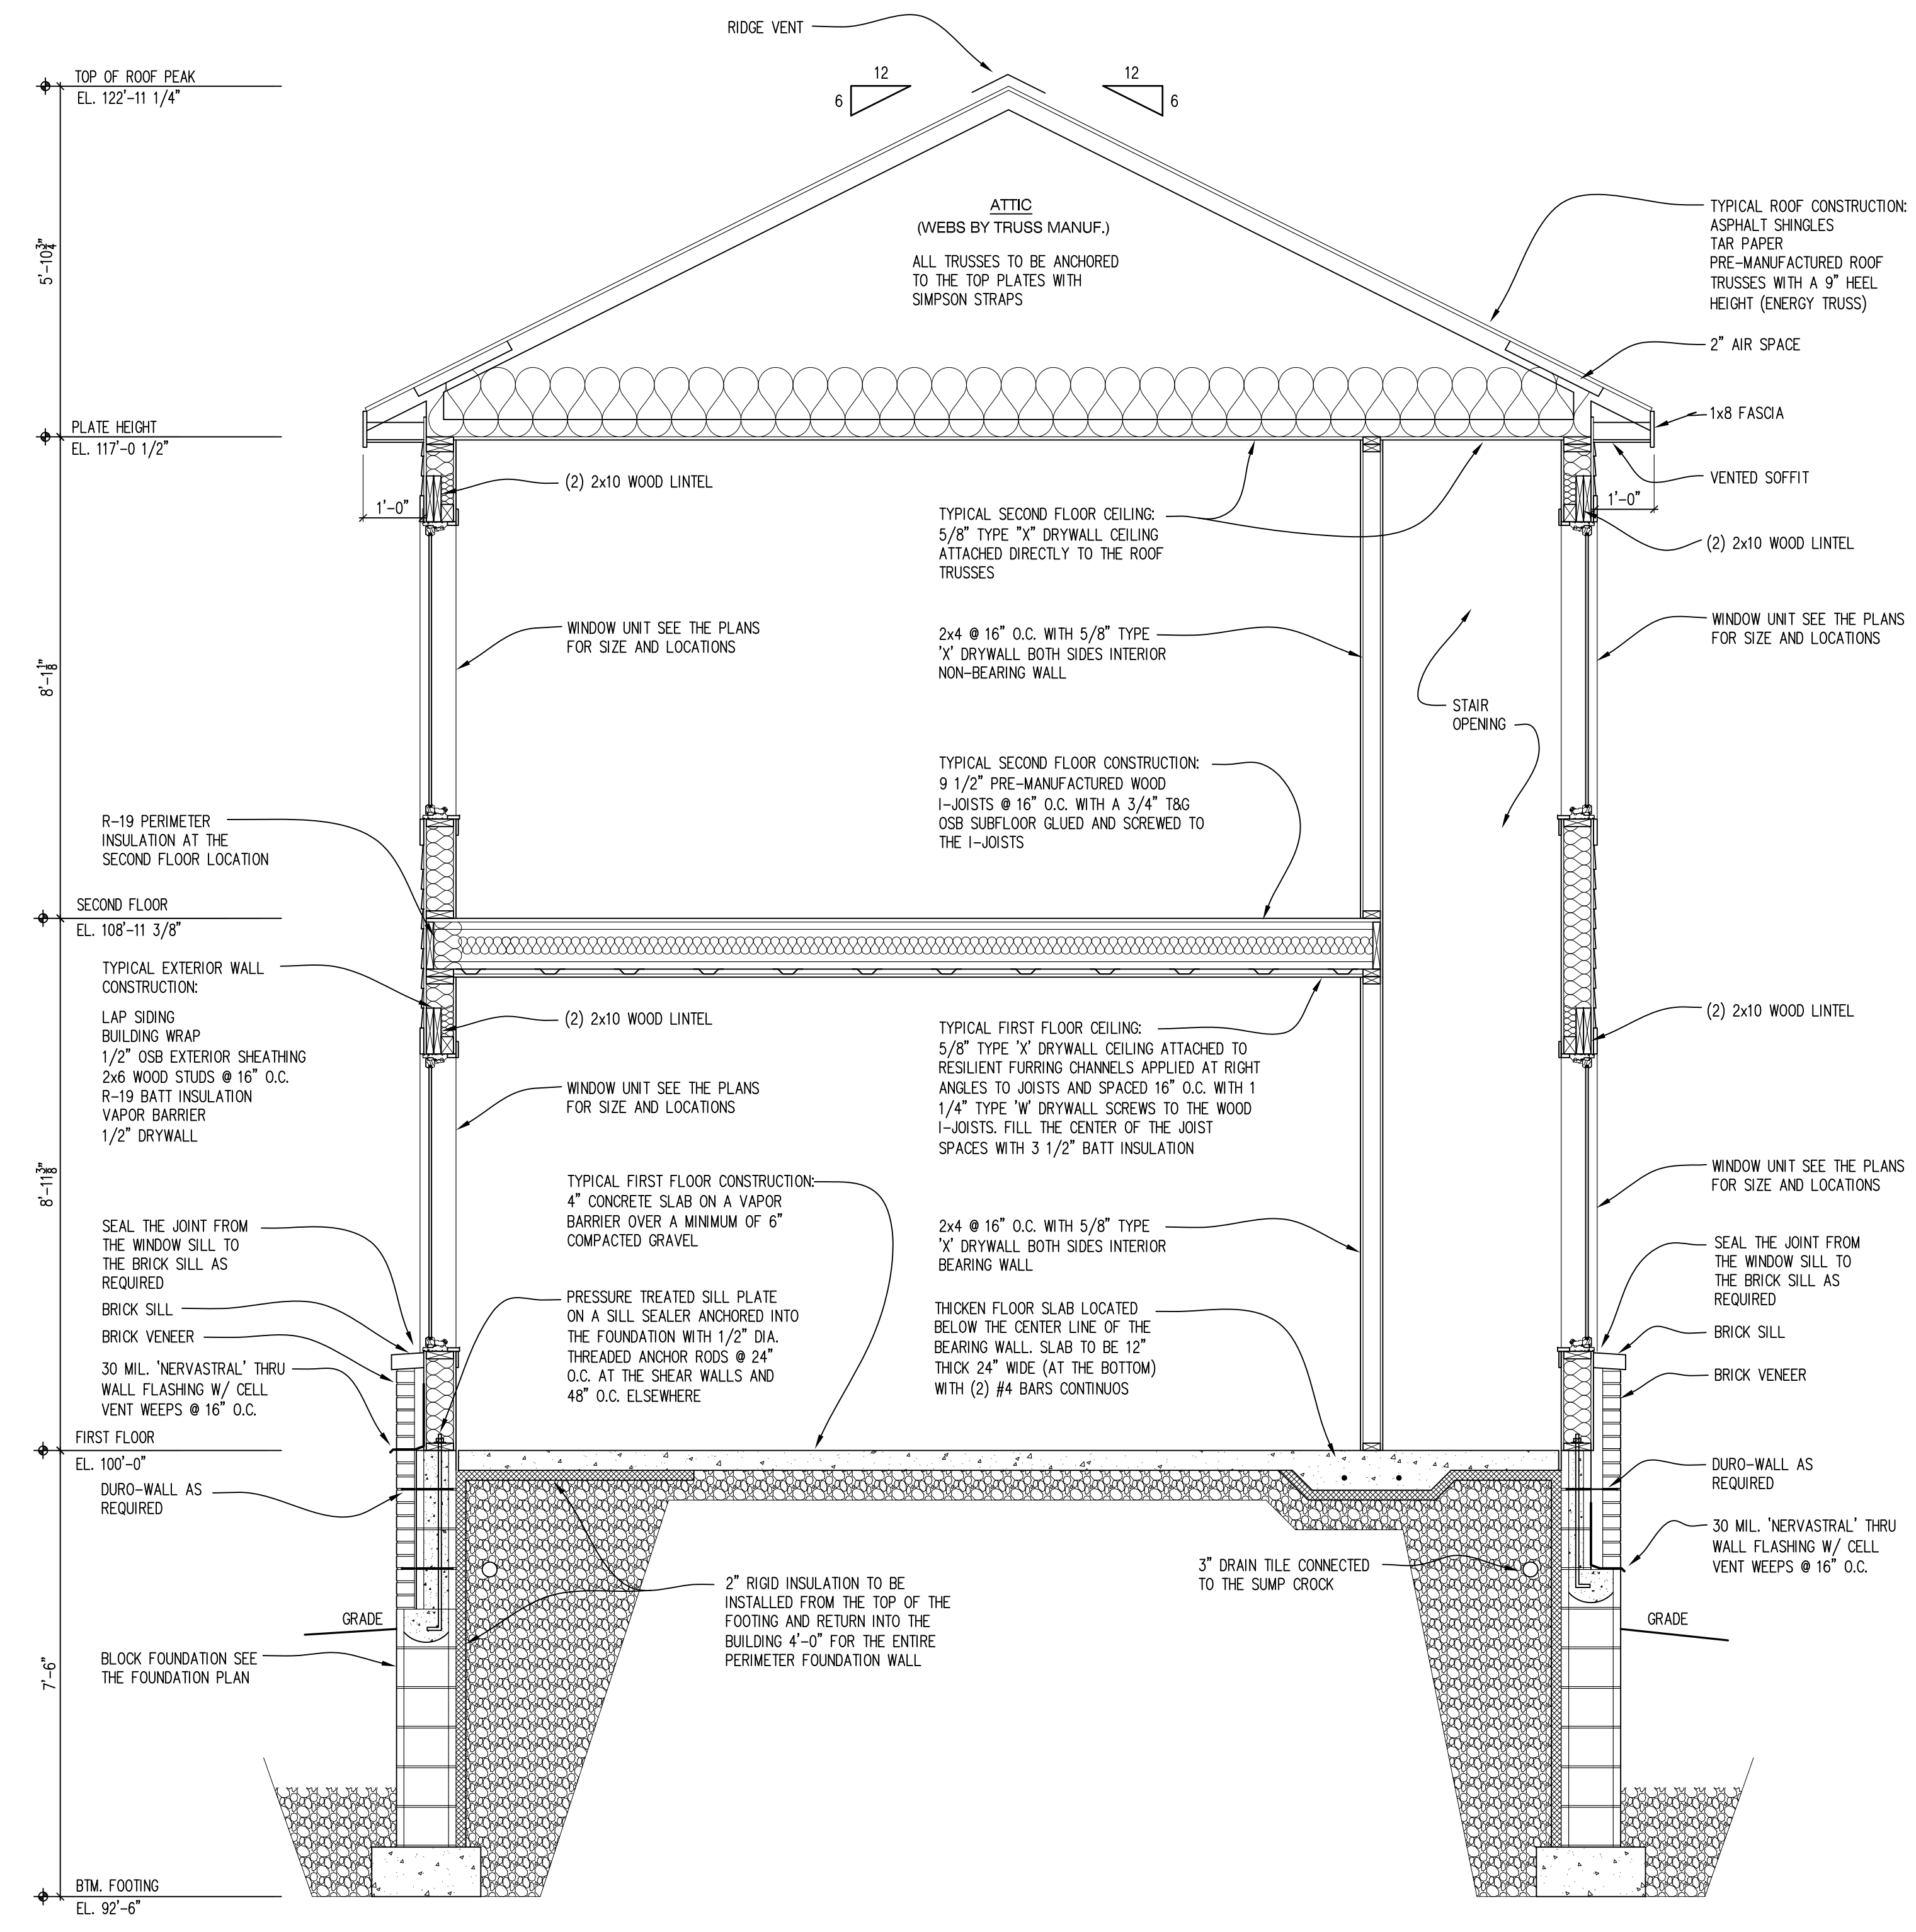 RIDGE VENT
12
6
12
6
TOP OF ROOF PEAK
EL. 122'-11 1/4"
5'-10 3/4"
PLATE HEIGHT
EL. 117'-0 1/2"
8'-1 1/8"
SECOND FLOOR
EL. 108'-11 3/8"
8'-11 3/8"
FIRST FLOOR
EL. 100'-0"
7'-6"
BTM. FOOTING
EL. 92'-6"
ATTIC
(WEBS BY TRUSS MANUF.)
ALL TRUSSES TO BE ANCHORED
TO THE TOP PLATES WITH
SIMPSON STRAPS
TYPICAL ROOF CONSTRUCTION:
ASPHALT SHINGLES
TAR PAPER
PRE-MANUFACTURED ROOF
TRUSSES WITH A 9" HEEL
HEIGHT (ENERGY TRUSS)
2" AIR SPACE
1x8 FASCIA
VENTED SOFFIT
1'-0"
1'-0"
(2) 2x10 WOOD LINTEL
(2) 2x10 WOOD LINTEL
TYPICAL SECOND FLOOR CEILING:
5/8" TYPE "X" DRYWALL CEILING
ATTACHED DIRECTLY TO THE ROOF
TRUSSES
WINDOW UNIT SEE THE PLANS
FOR SIZE AND LOCATIONS
2x4 @ 16" O.C. WITH 5/8" TYPE
'X' DRYWALL BOTH SIDES INTERIOR
NON-BEARING WALL
WINDOW UNIT SEE THE PLANS
FOR SIZE AND LOCATIONS
STAIR
OPENING
TYPICAL SECOND FLOOR CONSTRUCTION:
9 1/2" PRE-MANUFACTURED WOOD
I-JOISTS @ 16" O.C. WITH A 3/4" T&G
OSB SUBFLOOR GLUED AND SCREWED TO
THE I-JOISTS
R-19 PERIMETER
INSULATION AT THE
SECOND FLOOR LOCATION
TYPICAL EXTERIOR WALL
CONSTRUCTION:
LAP SIDING
BUILDING WRAP
1/2" OSB EXTERIOR SHEATHING
2x6 WOOD STUDS @ 16" O.C.
R-19 BATT INSULATION
VAPOR BARRIER
1/2" DRYWALL
(2) 2x10 WOOD LINTEL
(2) 2x10 WOOD LINTEL
TYPICAL FIRST FLOOR CEILING:
5/8" TYPE 'X' DRYWALL CEILING ATTACHED TO
RESILIENT FURRING CHANNELS APPLIED AT RIGHT
ANGLES TO JOISTS AND SPACED 16" O.C. WITH 1
1/4" TYPE 'W' DRYWALL SCREWS TO THE WOOD
I-JOISTS. FILL THE CENTER OF THE JOIST
SPACES WITH 3 1/2" BATT INSULATION
WINDOW UNIT SEE THE PLANS
FOR SIZE AND LOCATIONS
WINDOW UNIT SEE THE PLANS
FOR SIZE AND LOCATIONS
TYPICAL FIRST FLOOR CONSTRUCTION:
4" CONCRETE SLAB ON A VAPOR
BARRIER OVER A MINIMUM OF 6"
COMPACTED GRAVEL
2x4 @ 16" O.C. WITH 5/8" TYPE
'X' DRYWALL BOTH SIDES INTERIOR
BEARING WALL
SEAL THE JOINT FROM
THE WINDOW SILL TO
THE BRICK SILL AS
REQUIRED
BRICK SILL
BRICK VENEER
30 MIL. 'NERVASTRAL' THRU
WALL FLASHING W/ CELL
VENT WEEPS @ 16" O.C.
PRESSURE TREATED SILL PLATE
ON A SILL SEALER ANCHORED INTO
THE FOUNDATION WITH 1/2" DIA.
THREADED ANCHOR RODS @ 24"
O.C. AT THE SHEAR WALLS AND
48" O.C. ELSEWHERE
THICKEN FLOOR SLAB LOCATED
BELOW THE CENTER LINE OF THE
BEARING WALL. SLAB TO BE 12"
THICK 24" WIDE (AT THE BOTTOM)
WITH (2) #4 BARS CONTINUOS
SEAL THE JOINT FROM
THE WINDOW SILL TO
THE BRICK SILL AS
REQUIRED
BRICK SILL
BRICK VENEER
DURO-WALL AS
REQUIRED
DURO-WALL AS
REQUIRED
30 MIL. 'NERVASTRAL' THRU
WALL FLASHING W/ CELL
VENT WEEPS @ 16" O.C.
3" DRAIN TILE CONNECTED
TO THE SUMP CROCK
2" RIGID INSULATION TO BE
INSTALLED FROM THE TOP OF THE
FOOTING AND RETURN INTO THE
BUILDING 4'-0" FOR THE ENTIRE
PERIMETER FOUNDATION WALL
GRADE
GRADE
BLOCK FOUNDATION SEE
THE FOUNDATION PLAN